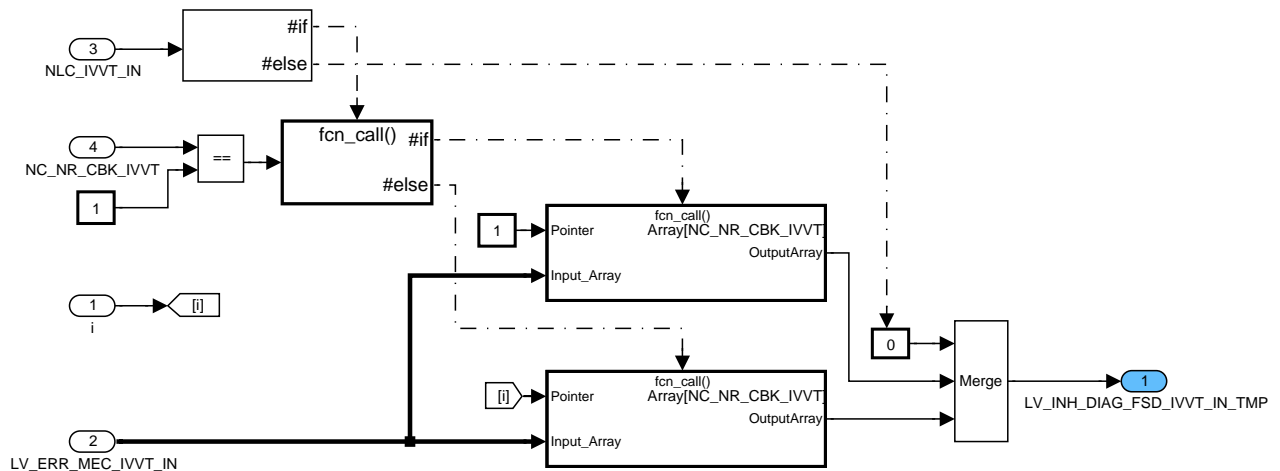 #if
3
#else
NLC_IVVT_IN
fcn_call()
#if
4
==
NC_NR_CBK_IVVT
#else
1
fcn_call()
Array[NC_NR_CBK_IVVT]
1
Pointer
OutputArray
Input_Array
1
[i]
i
0
fcn_call()
Array[NC_NR_CBK_IVVT]
[i]
Pointer
OutputArray
Input_Array
Merge
1
LV_INH_DIAG_FSD_IVVT_IN_TMP
2
LV_ERR_MEC_IVVT_IN